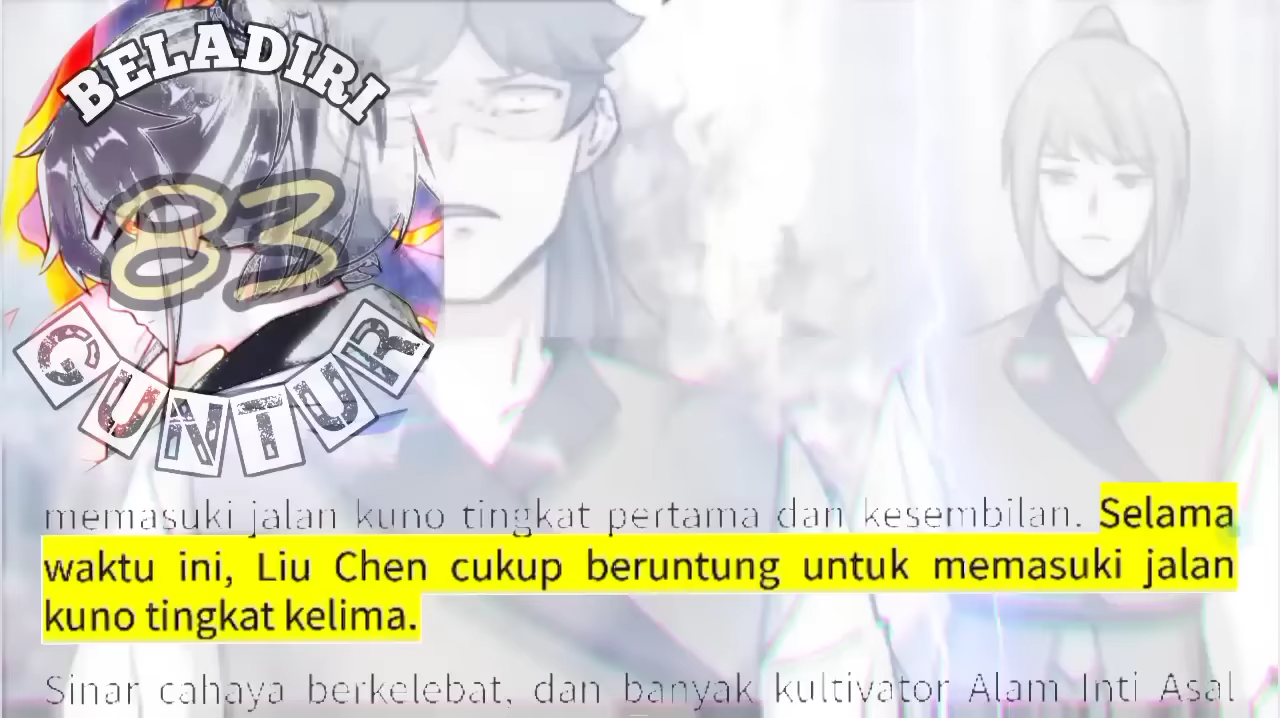 BELADIRI
83
GUNTUR
memasuki jalan kuno tingkat pertama dan kesembilan. Selama
waktu ini, Liu Chen cukup beruntung untuk memasuki jalan
kuno tingkat kelima.
Sinar cahaya berkelebat, dan banyak kultivator Alam Inti Asal